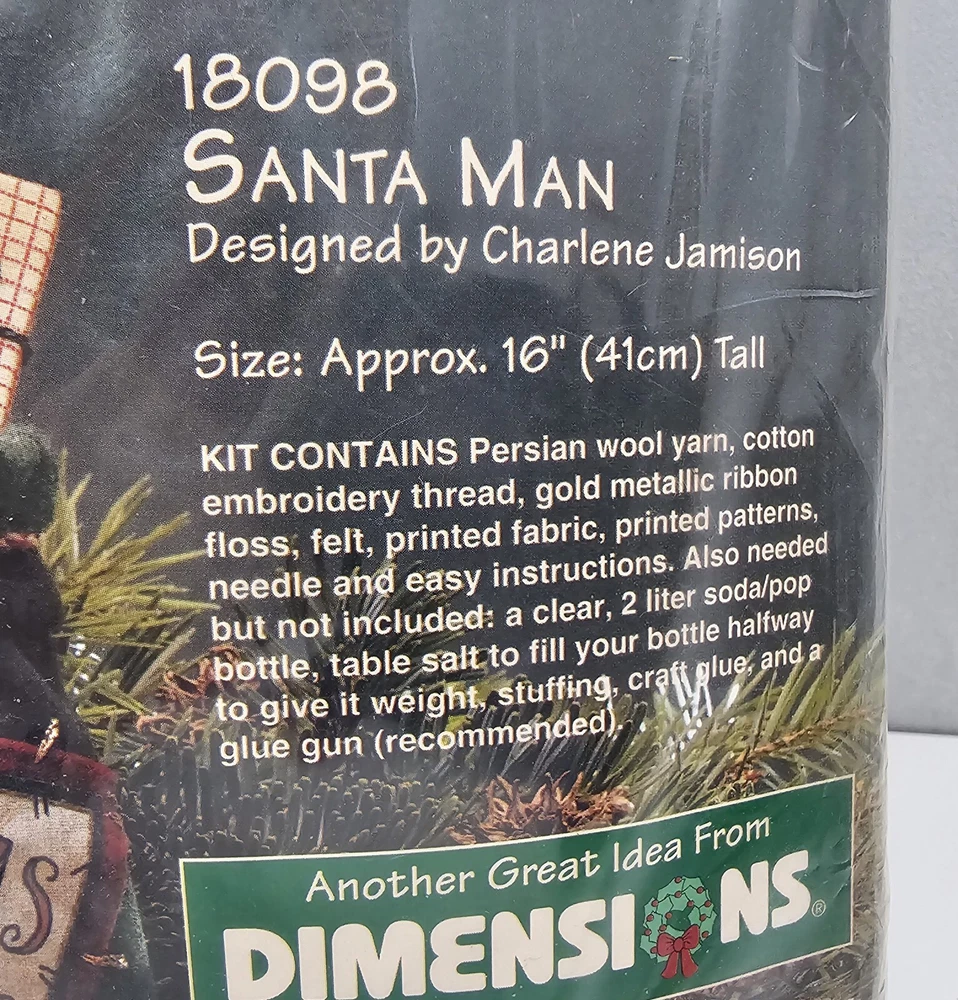 18098
SANTA MAN
Designed by Charlene Jamison
Size: Approx. 16" (41cm) Tall
KIT CONTAINS Persian wool yarn, cotton
embroidery thread, gold metallic ribbon
floss, felt, printed fabric, printed patterns,
needle and easy instructions. Also needed
but not included: a clear, 2 liter soda/pop
bottle, table salt to fill your bottle halfway
to give it weight, stuffing, craft glue, and a
glue gun (recommended).
Another Great Idea From
DIMENSIONS®